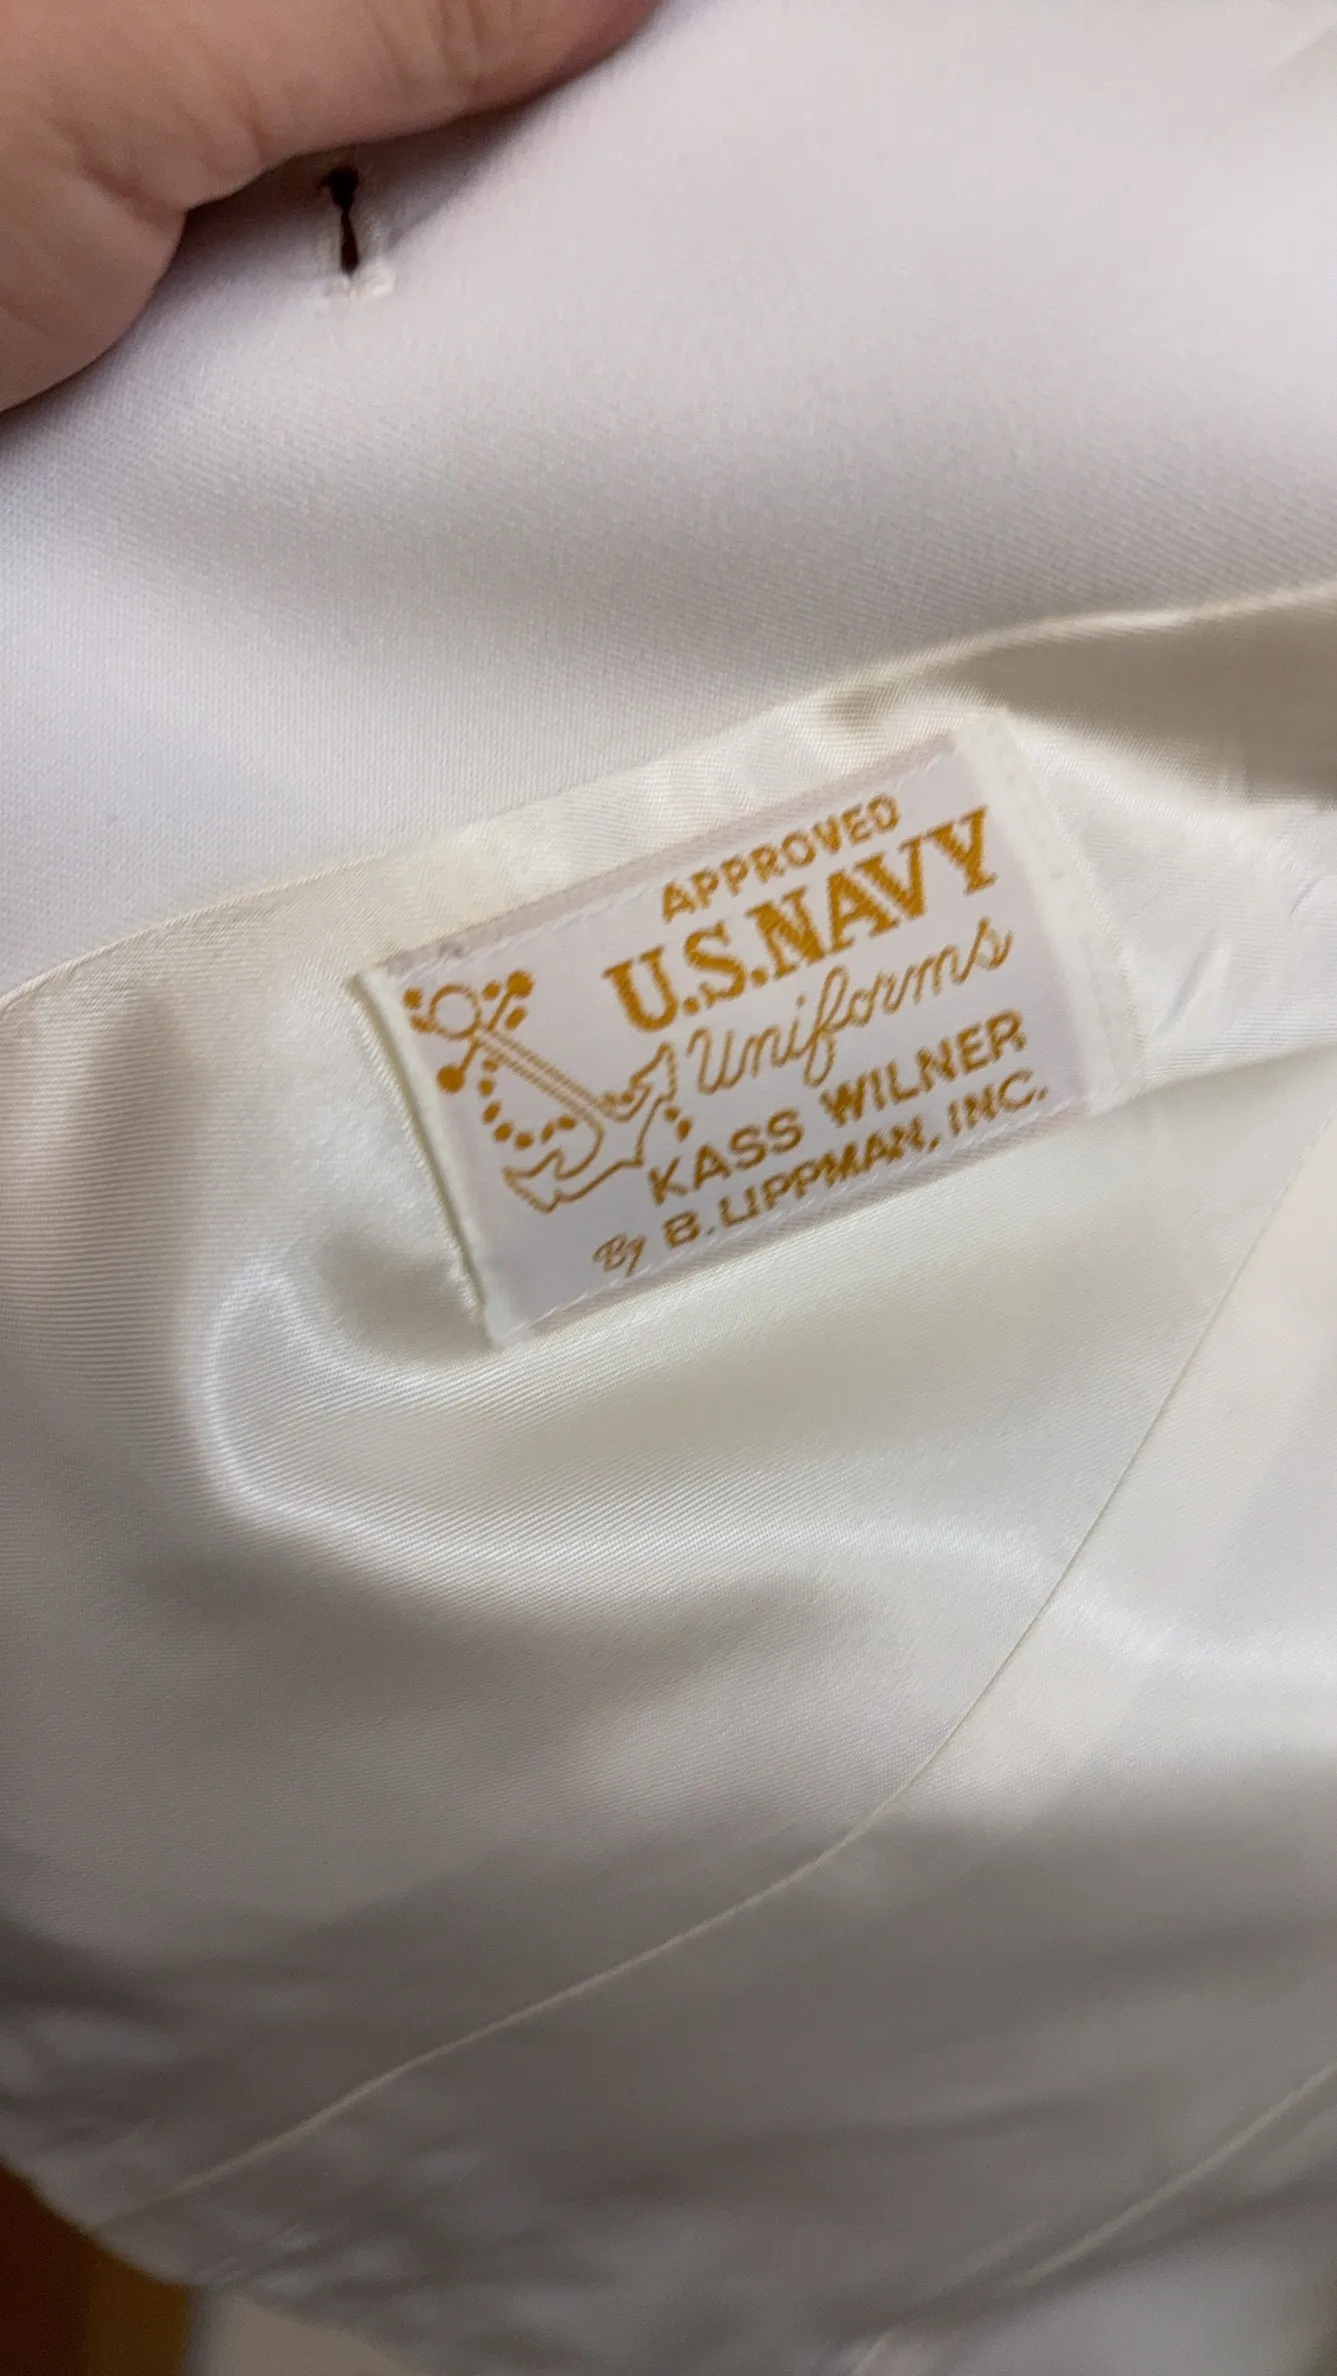 APPROVED
U.S.NAVY
Uniforms
KASS WILNER
By B. LIPPMAN, INC.